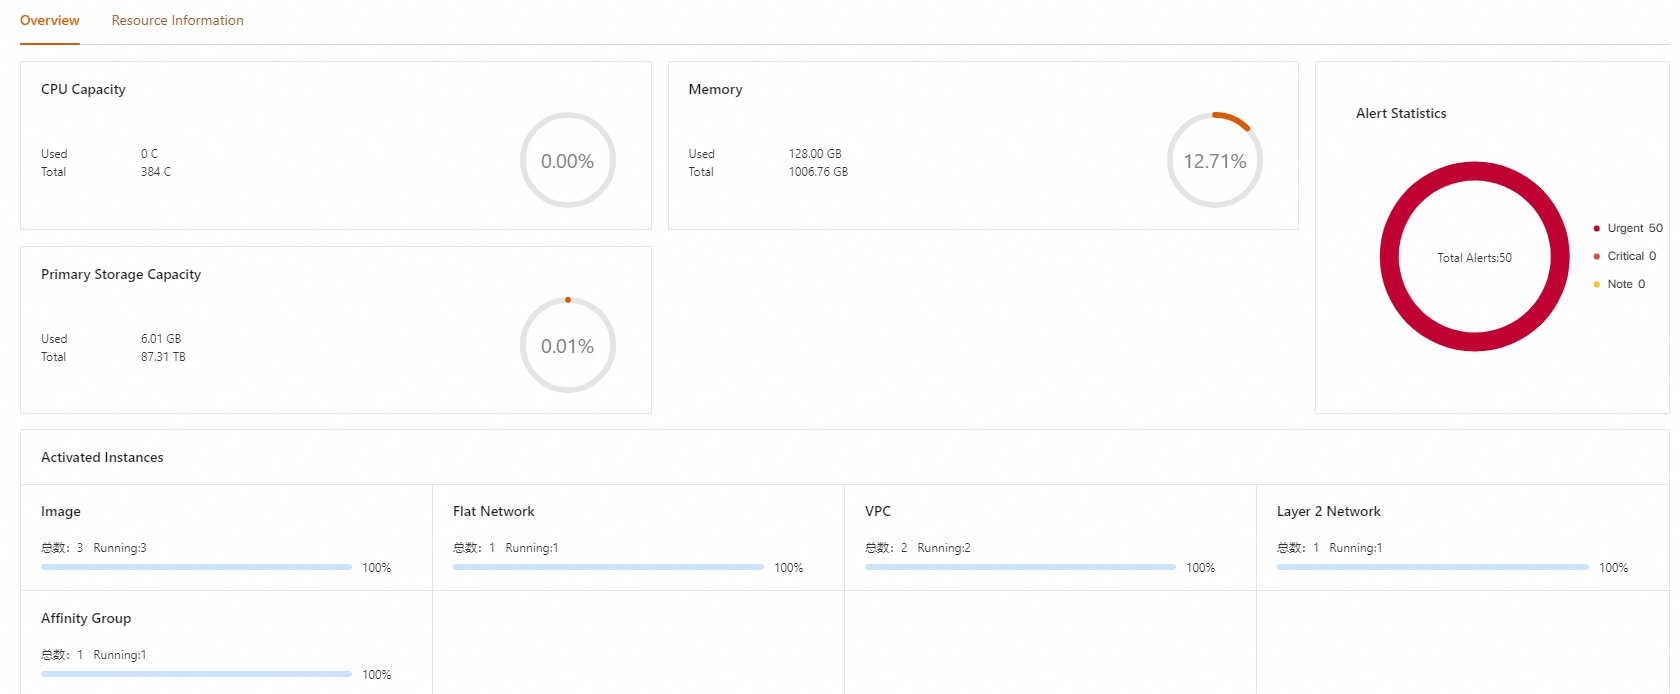 Overview Resource Information
CPU Capacity
Used 0 C
Total 384 C
0.00%
Memory
Used 128.00 GB
Total 1006.76 GB
12.71%
Alert Statistics
Total Alerts:50
Urgent 50
Critical 0
Note 0
Primary Storage Capacity
Used 6.01 GB
Total 87.31 TB
0.01%
Activated Instances
Image
总数：3 Running:3
100%
Flat Network
总数：1 Running:1
100%
VPC
总数：2 Running:2
100%
Layer 2 Network
总数：1 Running:1
100%
Affinity Group
总数：1 Running:1
100%